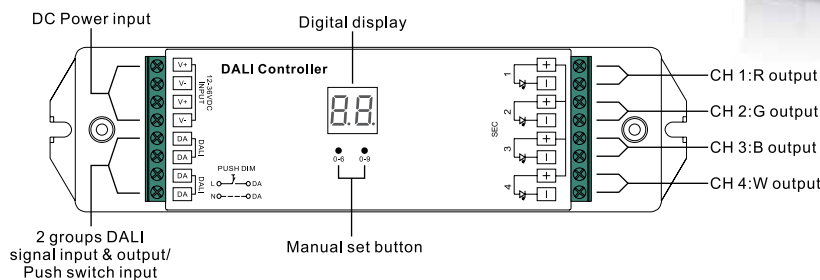 DC Power input
Digital display
DALI Controller
V+
V-
V+
V-
12-36VDC
INPUT
DA
DA
DALI
DA
DA
DALI
PUSH DIM
L DA
N DA
8.8.
0-6 0-9
SEC
1 + -
2 + -
3 + -
4 + -
CH 1:R output
CH 2:G output
CH 3:B output
CH 4:W output
2 groups DALI
signal input & output/
Push switch input
Manual set button